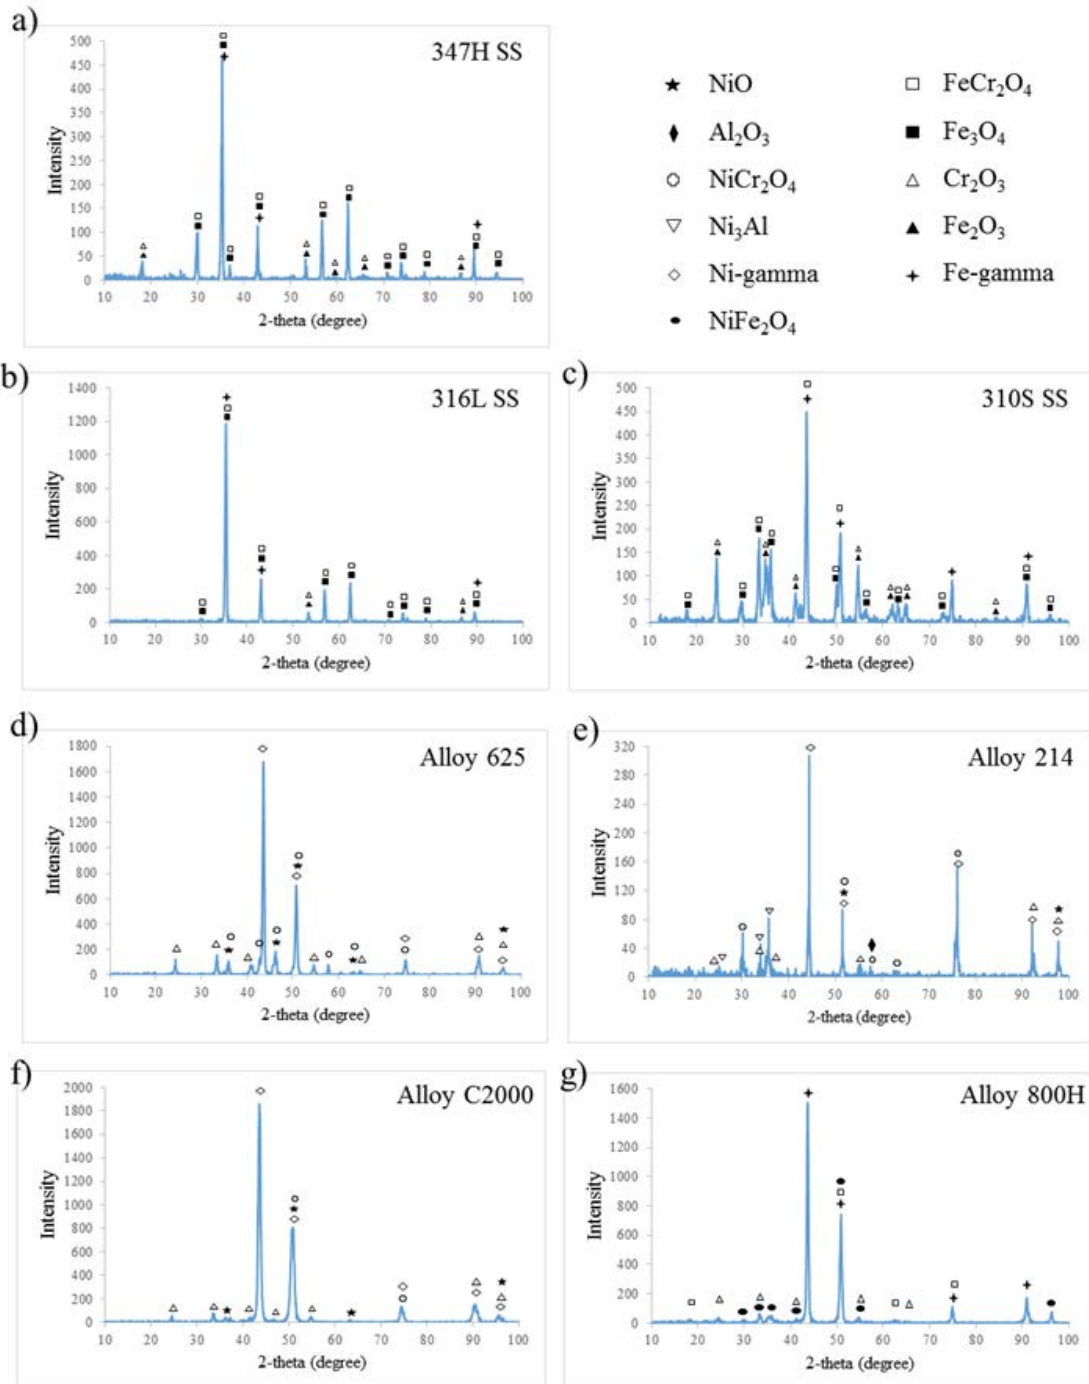 a)
347H SS
500
450
400
350
300
250
200
150
100
50
0
Intensity
10 20 30 40 50 60 70 80 90 100
2-theta (degree)
NiO
Al₂O₃
NiCr₂O₄
Ni₃Al
Ni-gamma
NiFe₂O₄
FeCr₂O₄
Fe₃O₄
Cr₂O₃
Fe₂O₃
Fe-gamma
b)
316L SS
1400
1200
1000
800
600
400
200
0
Intensity
10 20 30 40 50 60 70 80 90 100
2-theta (degree)
c)
310S SS
500
450
400
350
300
250
200
150
100
50
0
Intensity
10 20 30 40 50 60 70 80 90 100
2-theta (degree)
d)
Alloy 625
1800
1600
1400
1200
1000
800
600
400
200
0
Intensity
10 20 30 40 50 60 70 80 90 100
2-theta (degree)
e)
Alloy 214
320
280
240
200
160
120
80
40
0
Intensity
10 20 30 40 50 60 70 80 90 100
2-theta (degree)
f)
Alloy C2000
2000
1800
1600
1400
1200
1000
800
600
400
200
0
Intensity
10 20 30 40 50 60 70 80 90 100
2-theta (degree)
g)
Alloy 800H
1600
1400
1200
1000
800
600
400
200
0
Intensity
10 20 30 40 50 60 70 80 90 100
2-theta (degree)